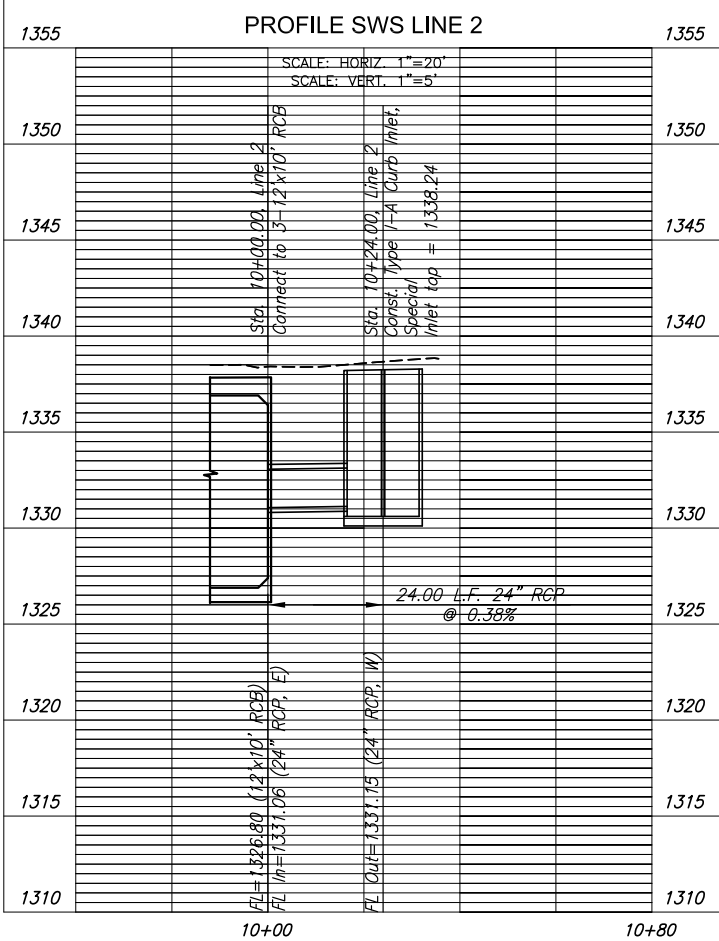 PROFILE SWS LINE 2
SCALE: HORIZ. 1"=20'
SCALE: VERT. 1"=5'
1355
1355
1350
1350
1345
1345
1340
1340
1335
1335
1330
1330
1325
1325
1320
1320
1315
1315
1310
1310
Sta. 10+00.00, Line 2
Connect to 3-12'x10' RCB
Sta. 10+24.00, Line 2
Const. Type I-A Curb Inlet,
Special
Inlet top = 1338.24
24.00 L.F. 24" RCP
@ 0.38%
FL=1326.80 (12'x10' RCB)
FL In=1331.06 (24" RCP, E)
FL Out=1331.15 (24" RCP, W)
10+00
10+80